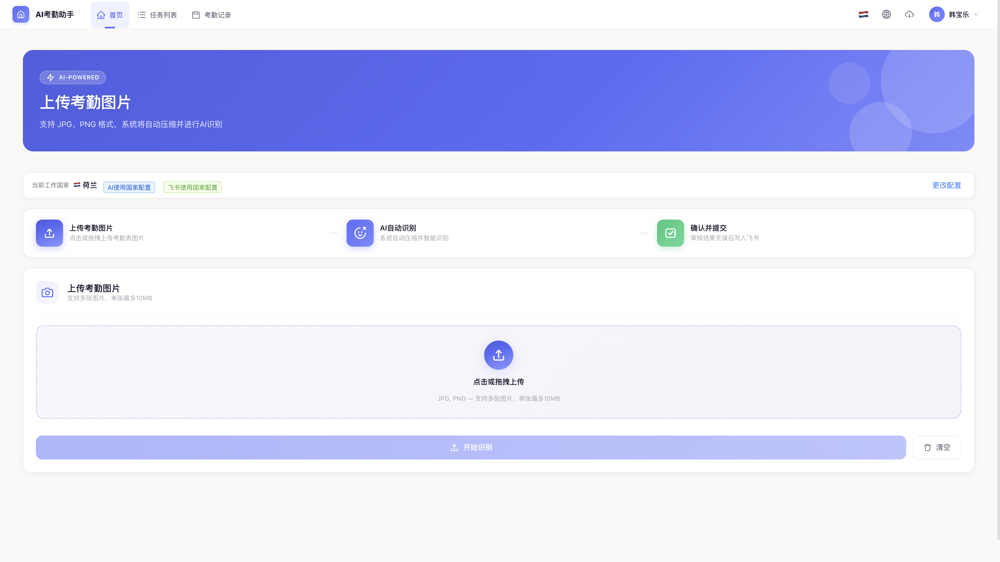 AI考勤助手
首页
任务列表
考勤记录
韩
韩宝乐
AI-POWERED
上传考勤图片
支持 JPG、PNG 格式，系统将自动压缩并进行AI识别
当前工作国家 荷兰 AI使用国家配置 飞书使用国家配置
更改配置
上传考勤图片
点击或拖拽上传考勤表图片
AI自动识别
系统自动压缩并智能识别
确认并提交
审核结果无误后写入飞书
上传考勤图片
支持多张图片，单张最多10MB
点击或拖拽上传
JPG, PNG — 支持多张图片，单张最多10MB
开始识别
清空